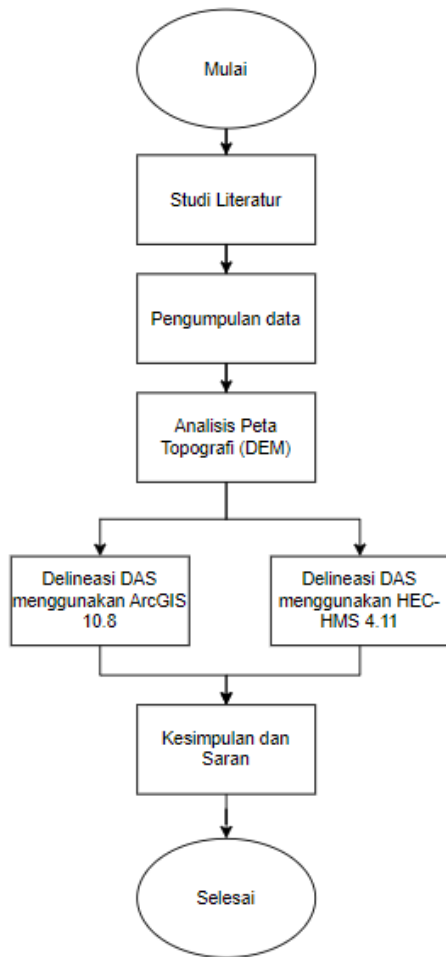 Mulai
Studi Literatur
Pengumpulan data
Analisis Peta
Topografi (DEM)
Delineasi DAS
menggunakan ArcGIS
10.8
Delineasi DAS
menggunakan HEC-
HMS 4.11
Kesimpulan dan
Saran
Selesai